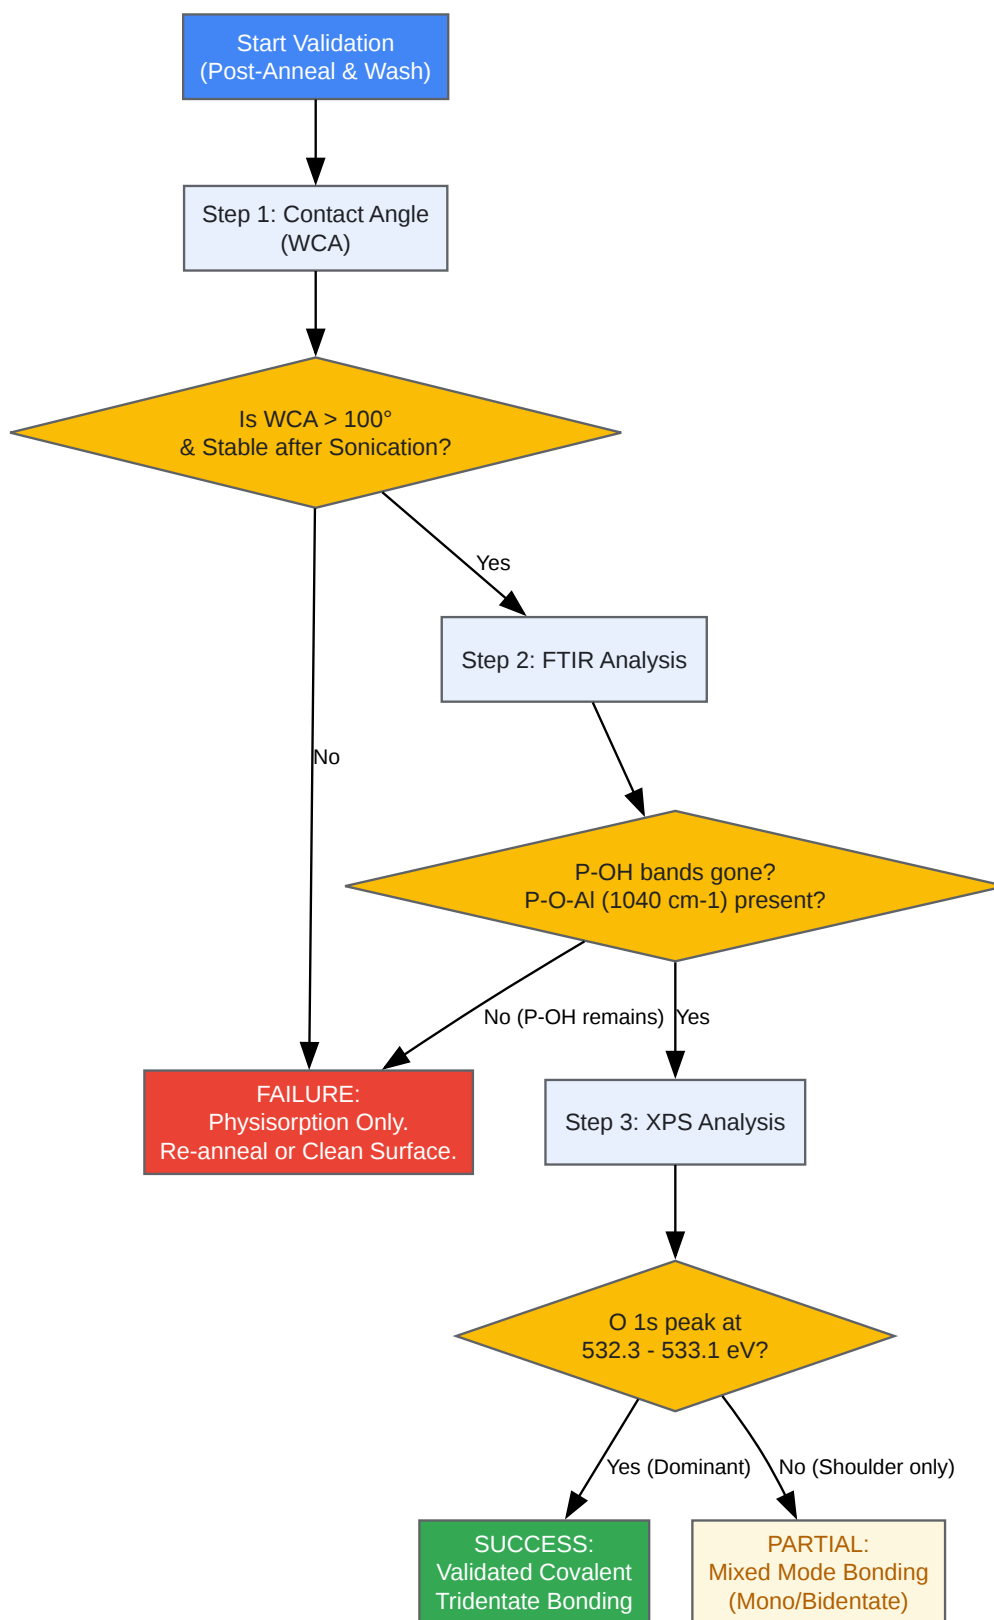 Start Validation
(Post-Anneal & Wash)
Step 1: Contact Angle
(WCA)
Is WCA > 100°
& Stable after Sonication?
Yes
Step 2: FTIR Analysis
No
P-OH bands gone?
P-O-Al (1040 cm-1) present?
No (P-OH remains)
Yes
FAILURE:
Physisorption Only.
Re-anneal or Clean Surface.
Step 3: XPS Analysis
O 1s peak at
532.3 - 533.1 eV?
Yes (Dominant)
No (Shoulder only)
SUCCESS:
Validated Covalent
Tridentate Bonding
PARTIAL:
Mixed Mode Bonding
(Mono/Bidentate)